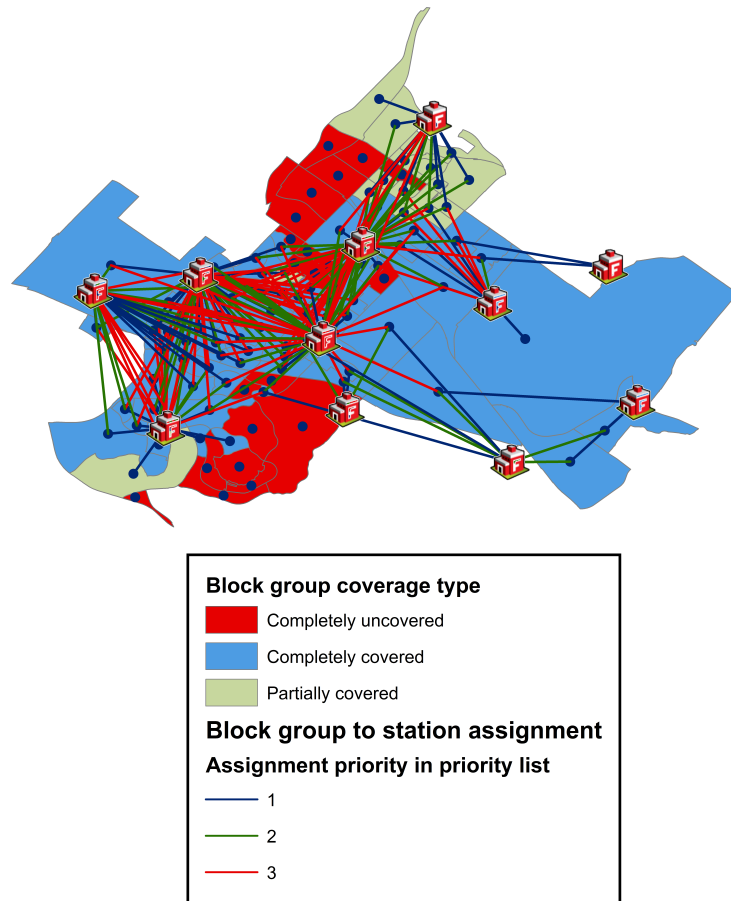 F
F
F
F
F
F
F
F
F
F
Block group coverage type
Completely uncovered
Completely covered
Partially covered
Block group to station assignment
Assignment priority in priority list
1
2
3